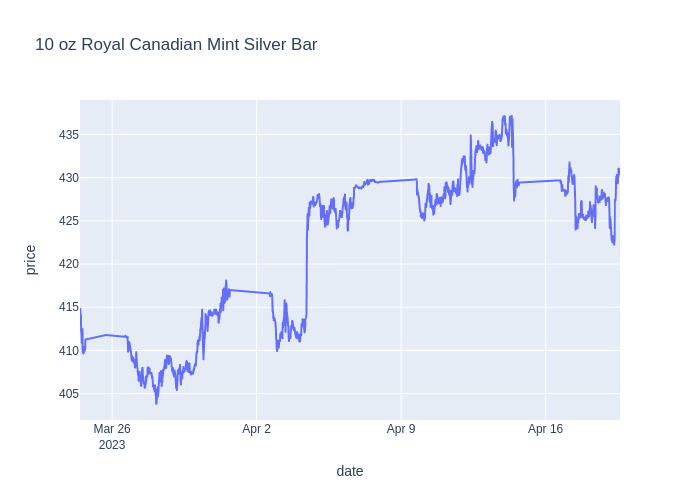 10 oz Royal Canadian Mint Silver Bar
435
430
425
420
415
410
405
price
Mar 26
2023
Apr 2
Apr 9
Apr 16
date